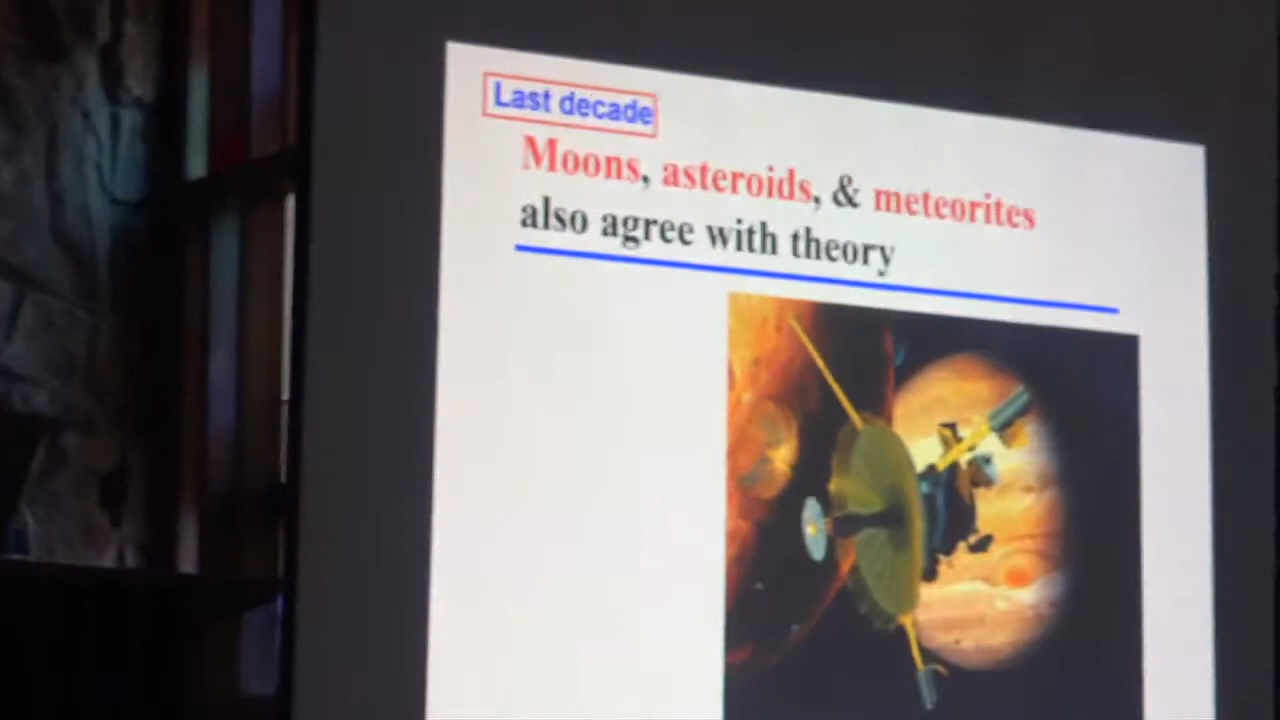 Last decade
Moons, asteroids, & meteorites
also agree with theory